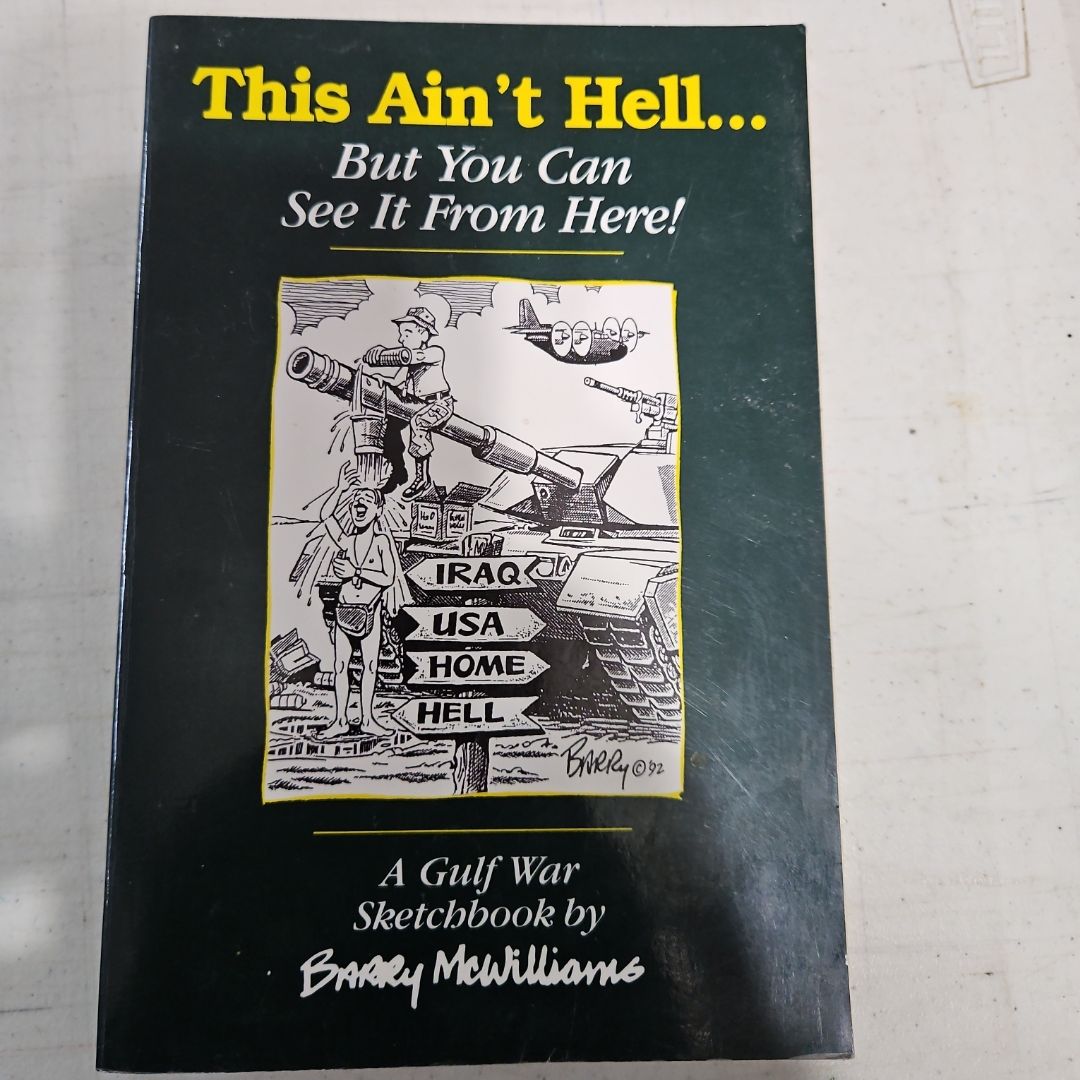 This Ain't Hell...
But You Can
See It From Here!
IRAQ
USA
HOME
HELL
BARRY © '92
A Gulf War
Sketchbook by
BARRY McWilliams